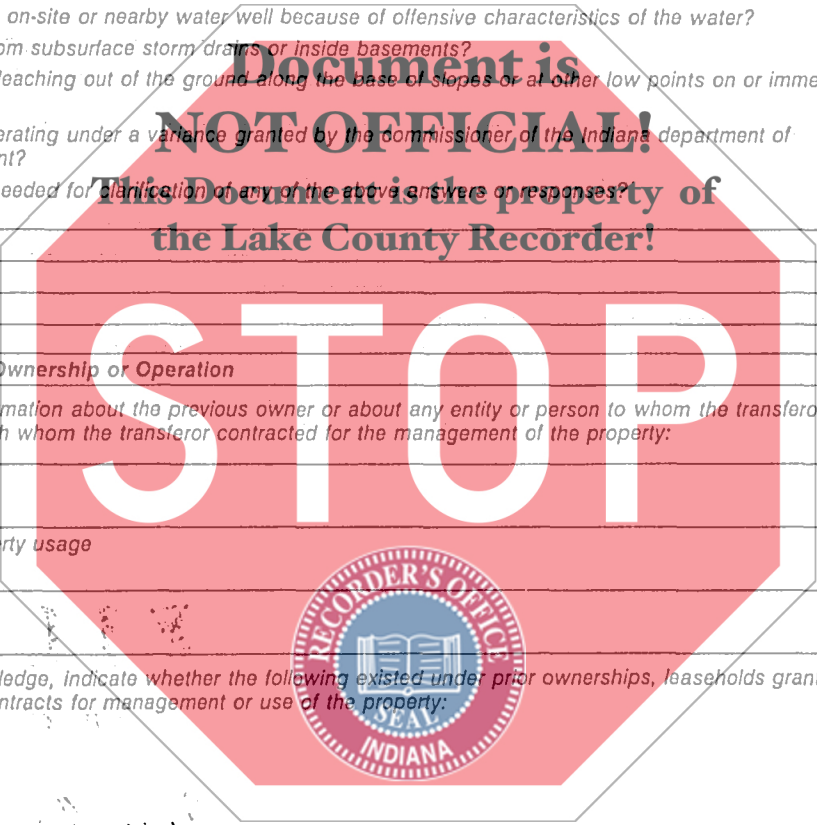 on-site or nearby water well because of offensive characteristics of the water?
om subsurface storm drains or inside basements?
Document is
leaching out of the ground along the base of slopes or at other low points on or imme
erating under a variance granted by the commissioner of the Indiana department of
NOT OFFICIAL!
nt?
eeded for clarification of any of the above answers or responses?
This Document is the property of
the Lake County Recorder!
STOP
Ownership or Operation
mation about the previous owner or about any entity or person to whom the transfero
h whom the transferor contracted for the management of the property:
erty usage
RECORDER'S OFFICE
ledge, indicate whether the following existed under prior ownerships, leaseholds grant
ntracts for management or use of the property:
SEAL
INDIANA